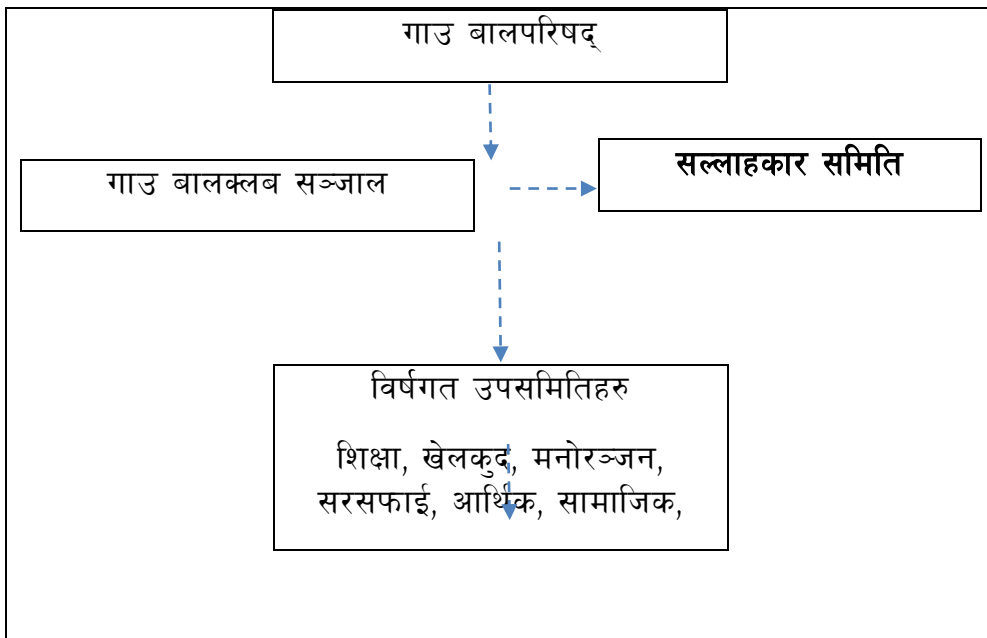 गाउ बालपरिषद्
गाउ बालक्लब सञ्जाल
सल्लाहकार समिति
विर्षगत उपसमितिहरु
शिक्षा, खेलकुद, मनोरञ्जन,
सरसफाई, आर्थिक, सामाजिक,